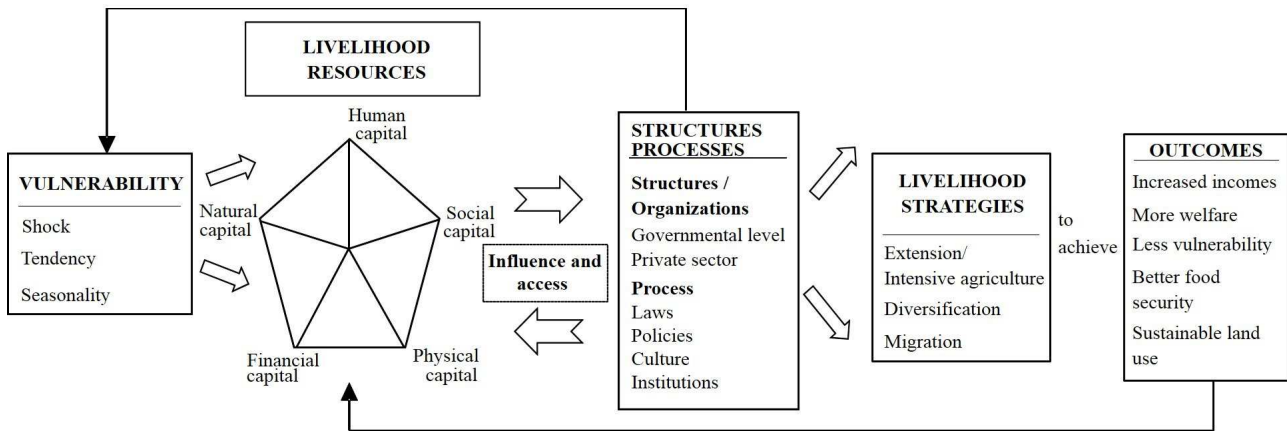 LIVELIHOOD
RESOURCES
Human
capital
VULNERABILITY
Shock
Tendency
Seasonality
Natural
capital
Social
capital
Financial
capital
Physical
capital
Influence and
access
STRUCTURES
PROCESSES
Structures /
Organizations
Governmental level
Private sector
Process
Laws
Policies
Culture
Institutions
LIVELIHOOD
STRATEGIES
Extension/
Intensive agriculture
Diversification
Migration
to
achieve
OUTCOMES
Increased incomes
More welfare
Less vulnerability
Better food
security
Sustainable land
use